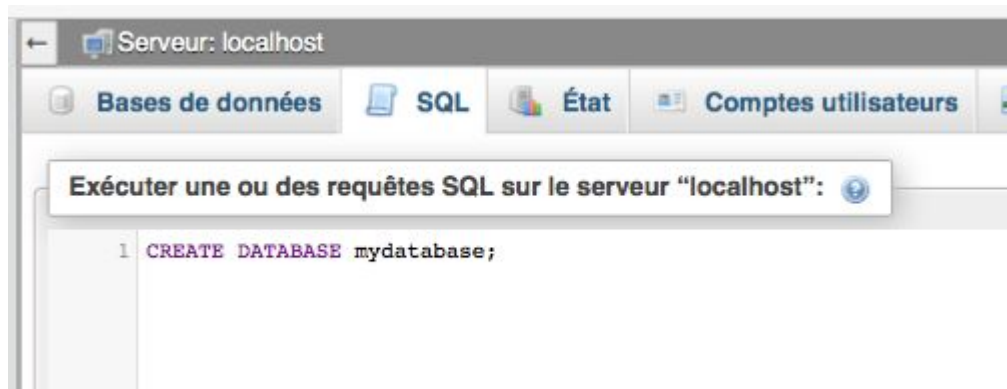 ← Serveur: localhost
Bases de données SQL État Comptes utilisateurs
Exécuter une ou des requêtes SQL sur le serveur “localhost”:
1 CREATE DATABASE mydatabase;